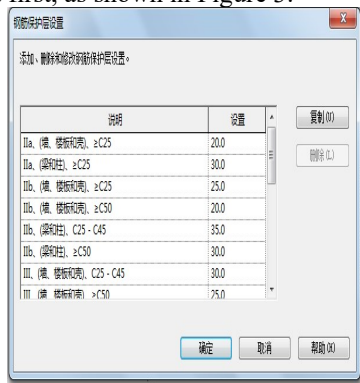 first, as shown in Figure 3.
钢筋保护层设置
添加、删除和修改钢筋保护层设置。
说明 设置
IIa、(墙、楼板和壳)、≥C25 20.0
IIa、(梁和柱)、≥C25 30.0
IIb、(墙、楼板和壳)、≥C25 25.0
IIb、(墙、楼板和壳)、≥C50 20.0
IIb、(梁和柱)、C25 - C45 35.0
IIb、(梁和柱)、≥C50 30.0
III、(墙、楼板和壳)、C25 - C45 30.0
III、(墙、楼板和壳)、≥C50 25.0
复制(U)
删除(L)
确定 取消 帮助(H)